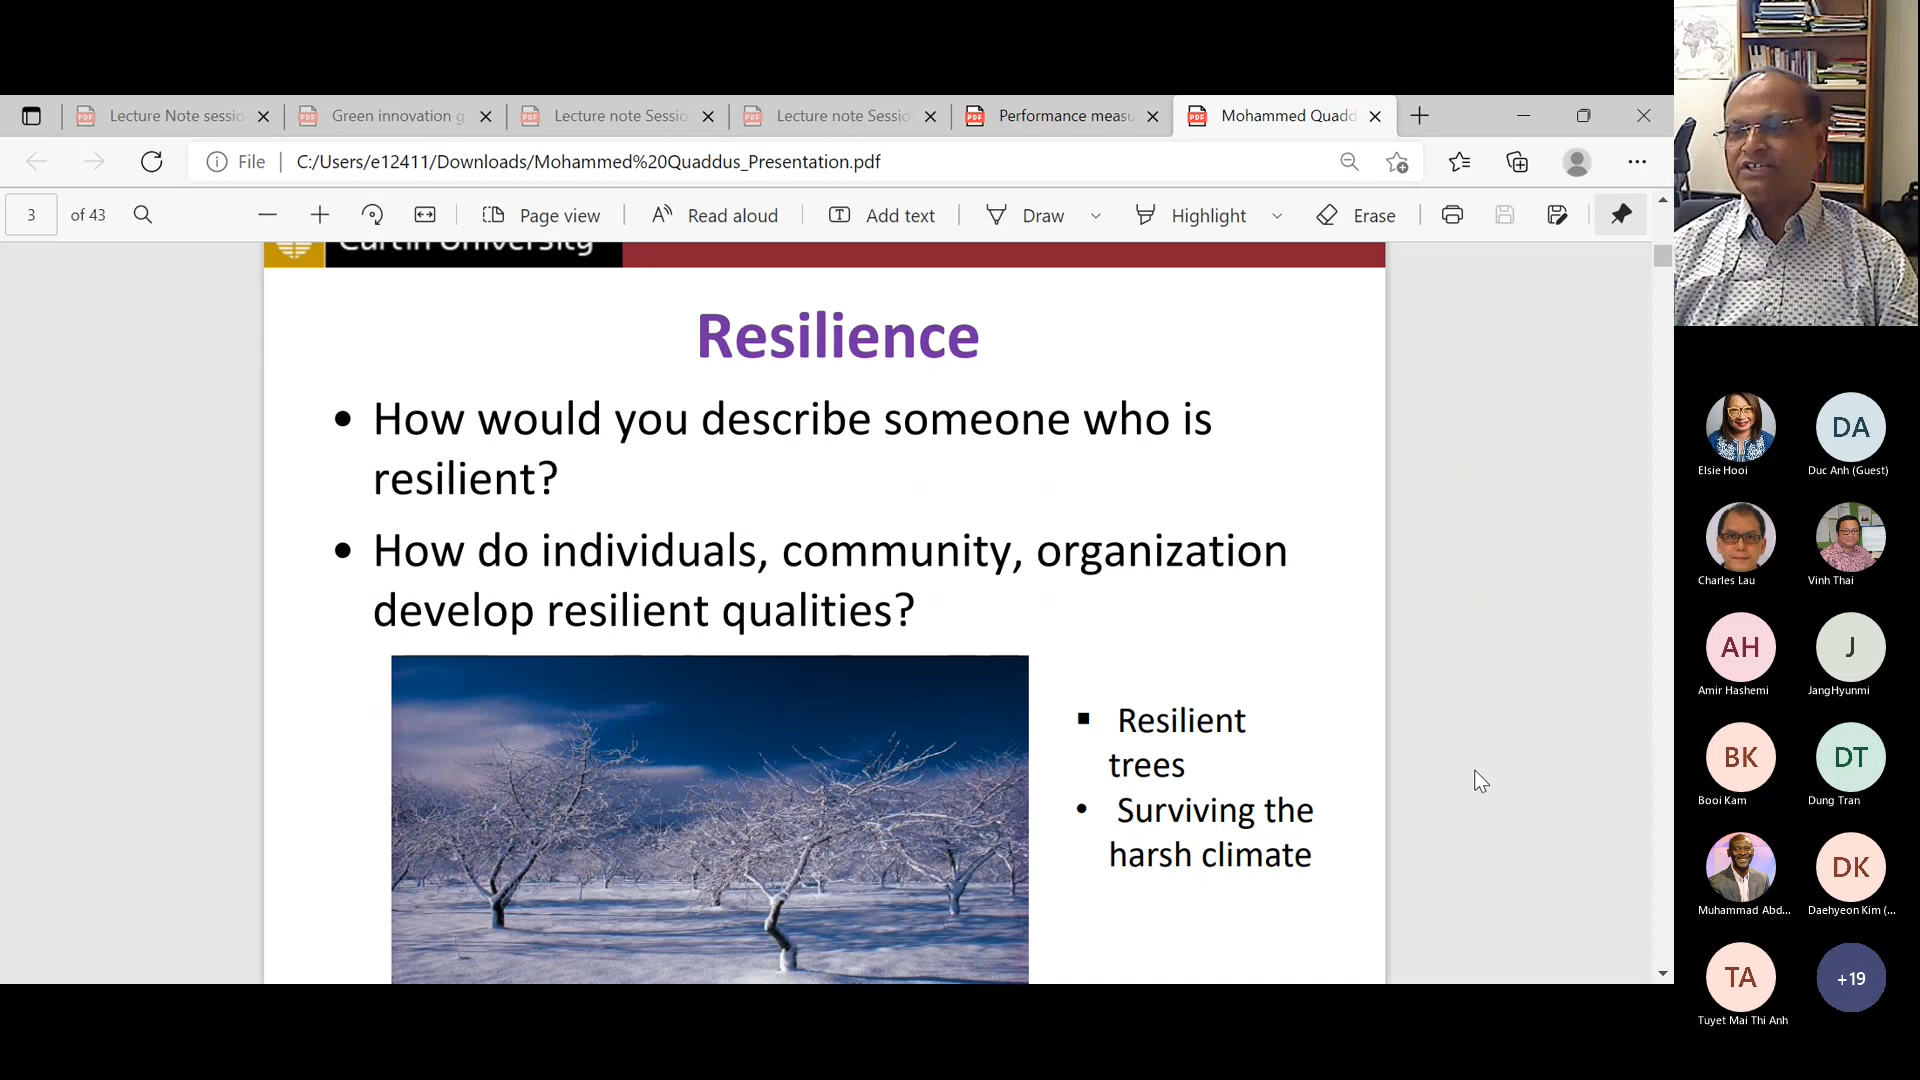 Lecture Note sessio
Green innovation g
Lecture note Sessio
Lecture note Sessio
Performance measu
Mohammed Quadd
File
C:/Users/e12411/Downloads/Mohammed%20Quaddus_Presentation.pdf
3 of 43
Page view
Read aloud
Add text
Draw
Highlight
Erase
Curtin University
Resilience
• How would you describe someone who is
resilient?
• How do individuals, community, organization
develop resilient qualities?
▪ Resilient
trees
• Surviving the
harsh climate
Elsie Hooi
DA
Duc Anh (Guest)
Charles Lau
Vinh Thai
AH
Amir Hashemi
J
JangHyunmi
BK
Booi Kam
DT
Dung Tran
Muhammad Abd...
DK
Daehyeon Kim (...
TA
Tuyet Mai Thi Anh
+19